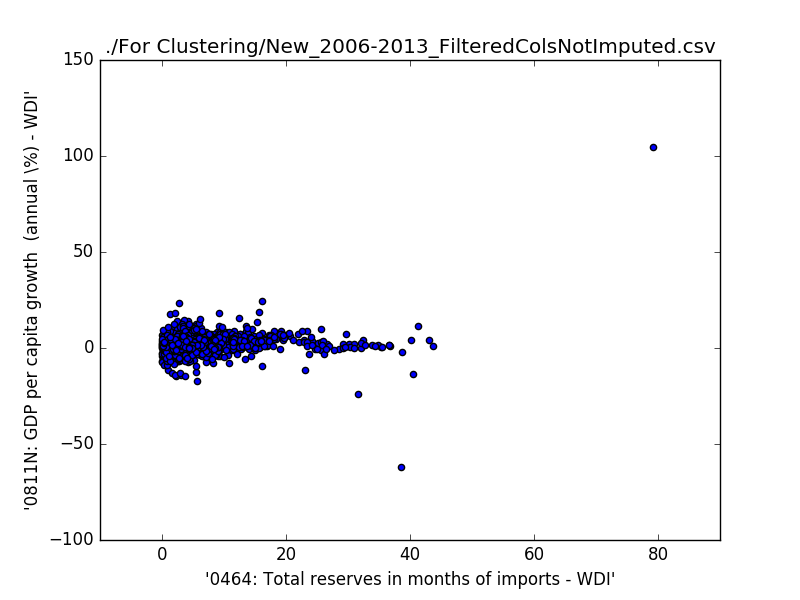 ./For Clustering/New_2006-2013_FilteredColsNotImputed.csv
150
100
50
0
−50
−100
'0811N: GDP per capita growth  (annual \%) - WDI'
0 20 40 60 80
'0464: Total reserves in months of imports - WDI'